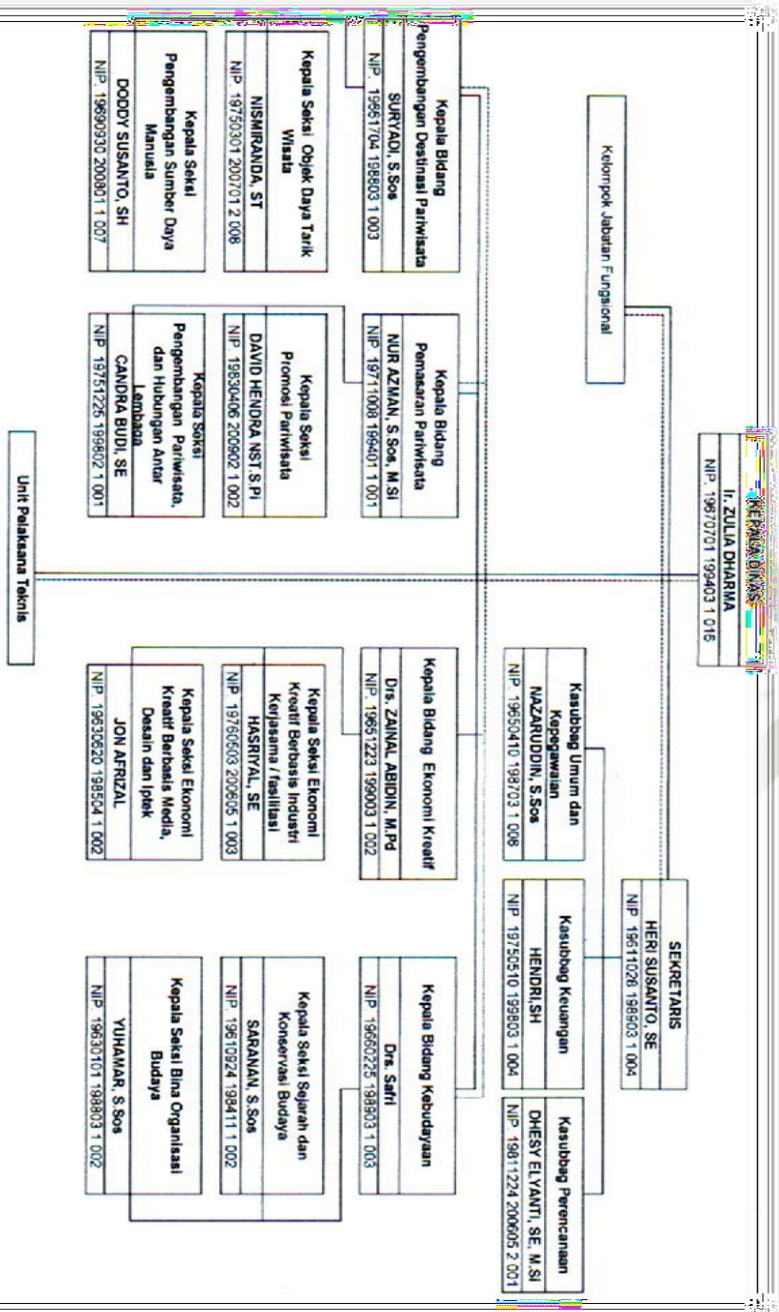 KEPALA DINAS
Ir. ZULIA DHARMA
NIP. 19670701 199403 1 016
Kelompok Jabatan Fungsional
SEKRETARIS
HERI SUSANTO, SE
NIP. 19611028 198903 1 004
Kasubbag Umum dan
Kepegawaian
NAZARUDDIN, S.Sos
NIP. 19650410 198703 1 008
Kasubbag Keuangan
HENDRI,SH
NIP. 19750510 199803 1 004
Kasubbag Perencanaan
DHESY ELYANTI, SE, M.Si
NIP. 19811224 200605 2 001
Kepala Bidang
Pengembangan Destinasi Pariwisata
SURYADI, S.Sos
NIP. 19651704 198803 1 003
Kepala Bidang
Pemasaran Pariwisata
NUR AZMAN, S.Sos, M.SI
NIP. 19711008 199401 1 001
Kepala Bidang Ekonomi Kreatif
Drs. ZAINAL ABIDIN, M.Pd
NIP. 19651223 199003 1 002
Kepala Bidang Kebudayaan
Drs. Safri
NIP. 19660225 198903 1 003
Kepala Seksi Objek Daya Tarik
Wisata
NISMIRANDA, ST
NIP. 19750301 200701 2 008
Kepala Seksi
Promosi Pariwisata
DAVID HENDRA NST.S.PI
NIP. 19830406 200902 1 002
Kepala Seksi Ekonomi
Kreatif Berbasis Industri
Kerjasama / fasilitasi
HASRIYAL, SE
NIP. 19760503 200605 1 003
Kepala Seksi Sejarah dan
Konservasi Budaya
SARANAN, S.Sos
NIP. 19610924 198411 1 002
Kepala Seksi
Pengembangan Sumber Daya
Manusia
DODDY SUSANTO, SH
NIP. 19690930 200801 1 007
Kepala Seksi
Pengembangan Pariwisata,
dan Hubungan Antar
Lembaga
CANDRA BUDI, SE
NIP. 19751225 199802 1 001
Kepala Seksi Ekonomi
Kreatif Berbasis Media,
Desain dan Iptek
JON AFRIZAL
NIP. 19630620 198504 1 002
Kepala Seksi Bina Organisasi
Budaya
YUHAMAR, S.Sos
NIP. 19630101 198803 1 002
Unit Pelaksana Teknis